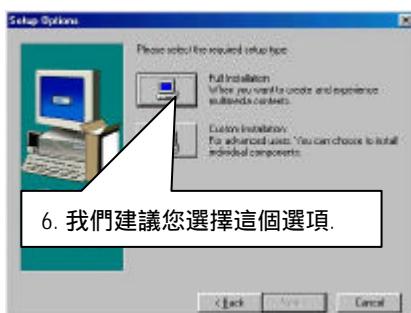 Setup Options
Please select the required setup type
Full Installation
When you want to create and experience
multimedia contents.
Custom Installation
For advanced users. You can choose to install
individual components.
6. 我們建議您選擇這個選項.
< Back
Cancel